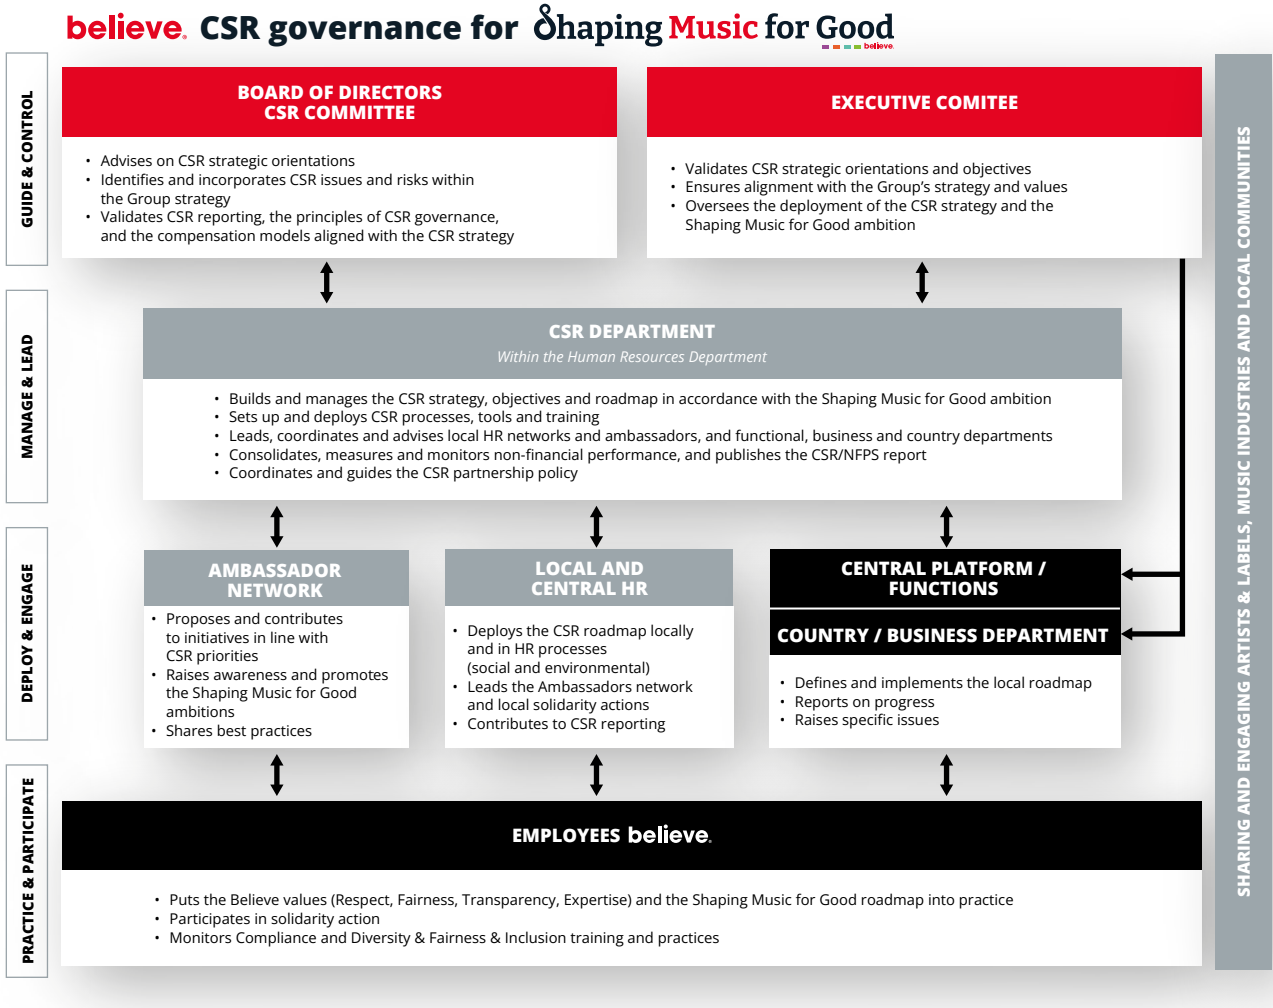 believe. CSR governance for Shaping Music for Good
believe.
GUIDE & CONTROL
BOARD OF DIRECTORS
CSR COMMITTEE
• Advises on CSR strategic orientations
• Identifies and incorporates CSR issues and risks within
the Group strategy
• Validates CSR reporting, the principles of CSR governance,
and the compensation models aligned with the CSR strategy
EXECUTIVE COMITEE
• Validates CSR strategic orientations and objectives
• Ensures alignment with the Group's strategy and values
• Oversees the deployment of the CSR strategy and the
Shaping Music for Good ambition
MANAGE & LEAD
CSR DEPARTMENT
Within the Human Resources Department
• Builds and manages the CSR strategy, objectives and roadmap in accordance with the Shaping Music for Good ambition
• Sets up and deploys CSR processes, tools and training
• Leads, coordinates and advises local HR networks and ambassadors, and functional, business and country departments
• Consolidates, measures and monitors non-financial performance, and publishes the CSR/NFPS report
• Coordinates and guides the CSR partnership policy
DEPLOY & ENGAGE
AMBASSADOR
NETWORK
• Proposes and contributes
to initiatives in line with
CSR priorities
• Raises awareness and promotes
the Shaping Music for Good
ambitions
• Shares best practices
LOCAL AND
CENTRAL HR
• Deploys the CSR roadmap locally
and in HR processes
(social and environmental)
• Leads the Ambassadors network
and local solidarity actions
• Contributes to CSR reporting
CENTRAL PLATFORM /
FUNCTIONS
COUNTRY / BUSINESS DEPARTMENT
• Defines and implements the local roadmap
• Reports on progress
• Raises specific issues
PRACTICE & PARTICIPATE
EMPLOYEES believe.
• Puts the Believe values (Respect, Fairness, Transparency, Expertise) and the Shaping Music for Good roadmap into practice
• Participates in solidarity action
• Monitors Compliance and Diversity & Fairness & Inclusion training and practices
SHARING AND ENGAGING ARTISTS & LABELS, MUSIC INDUSTRIES AND LOCAL COMMUNITIES